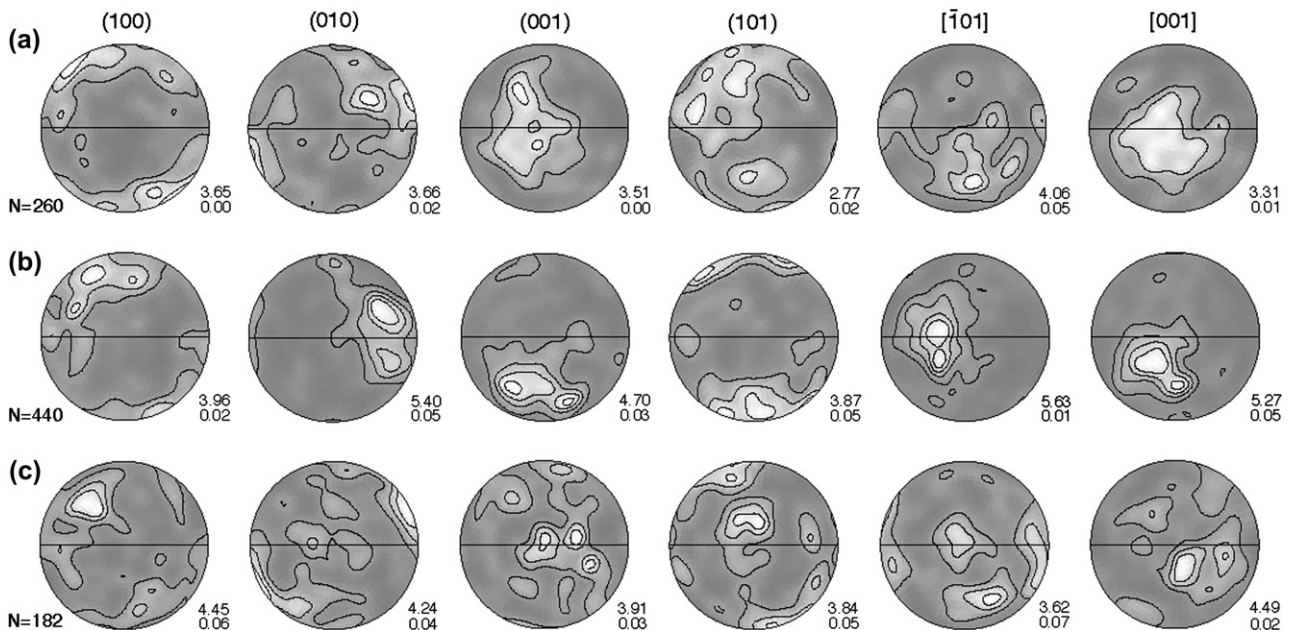 (100) (010) (001) (101) [1̄01] [001]
(a)
3.65 3.66 3.51 2.77 4.06 3.31
N=260 0.00 0.02 0.00 0.02 0.05 0.01
(b)
3.96 5.40 4.70 3.87 5.63 5.27
N=440 0.02 0.05 0.03 0.05 0.01 0.05
(c)
4.45 4.24 3.91 3.84 3.62 4.49
N=182 0.06 0.04 0.03 0.05 0.07 0.02